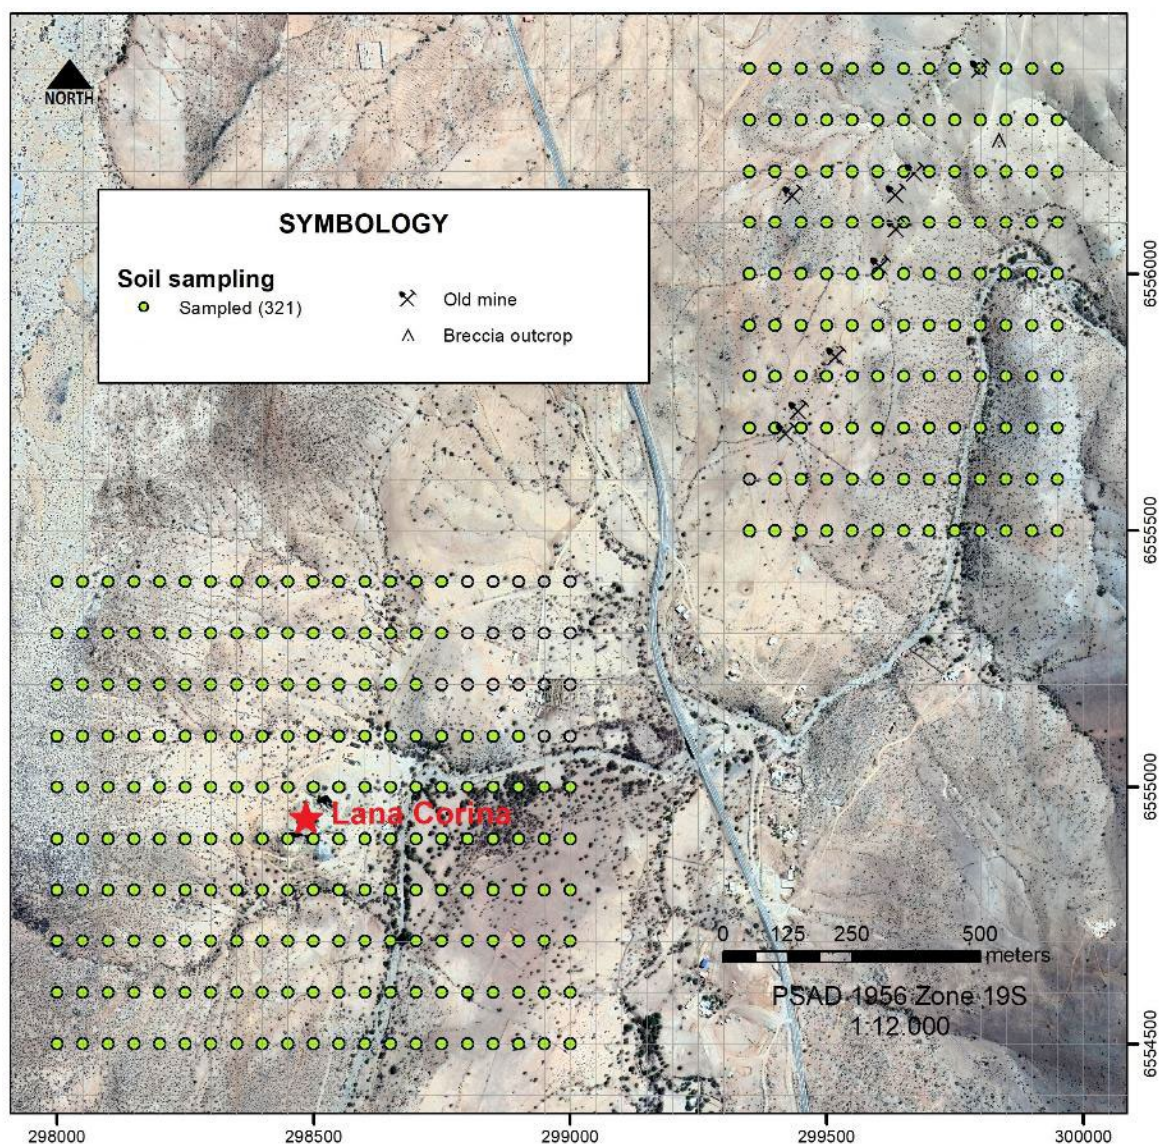 NORTH
SYMBOLOGY
Soil sampling
Sampled (321)
Old mine
Breccia outcrop
Lana Corina
0 125 250 500
meters
PSAD 1956 Zone 19S
1:12.000
6556000
6555500
6555000
6554500
298000 298500 299000 299500 300000